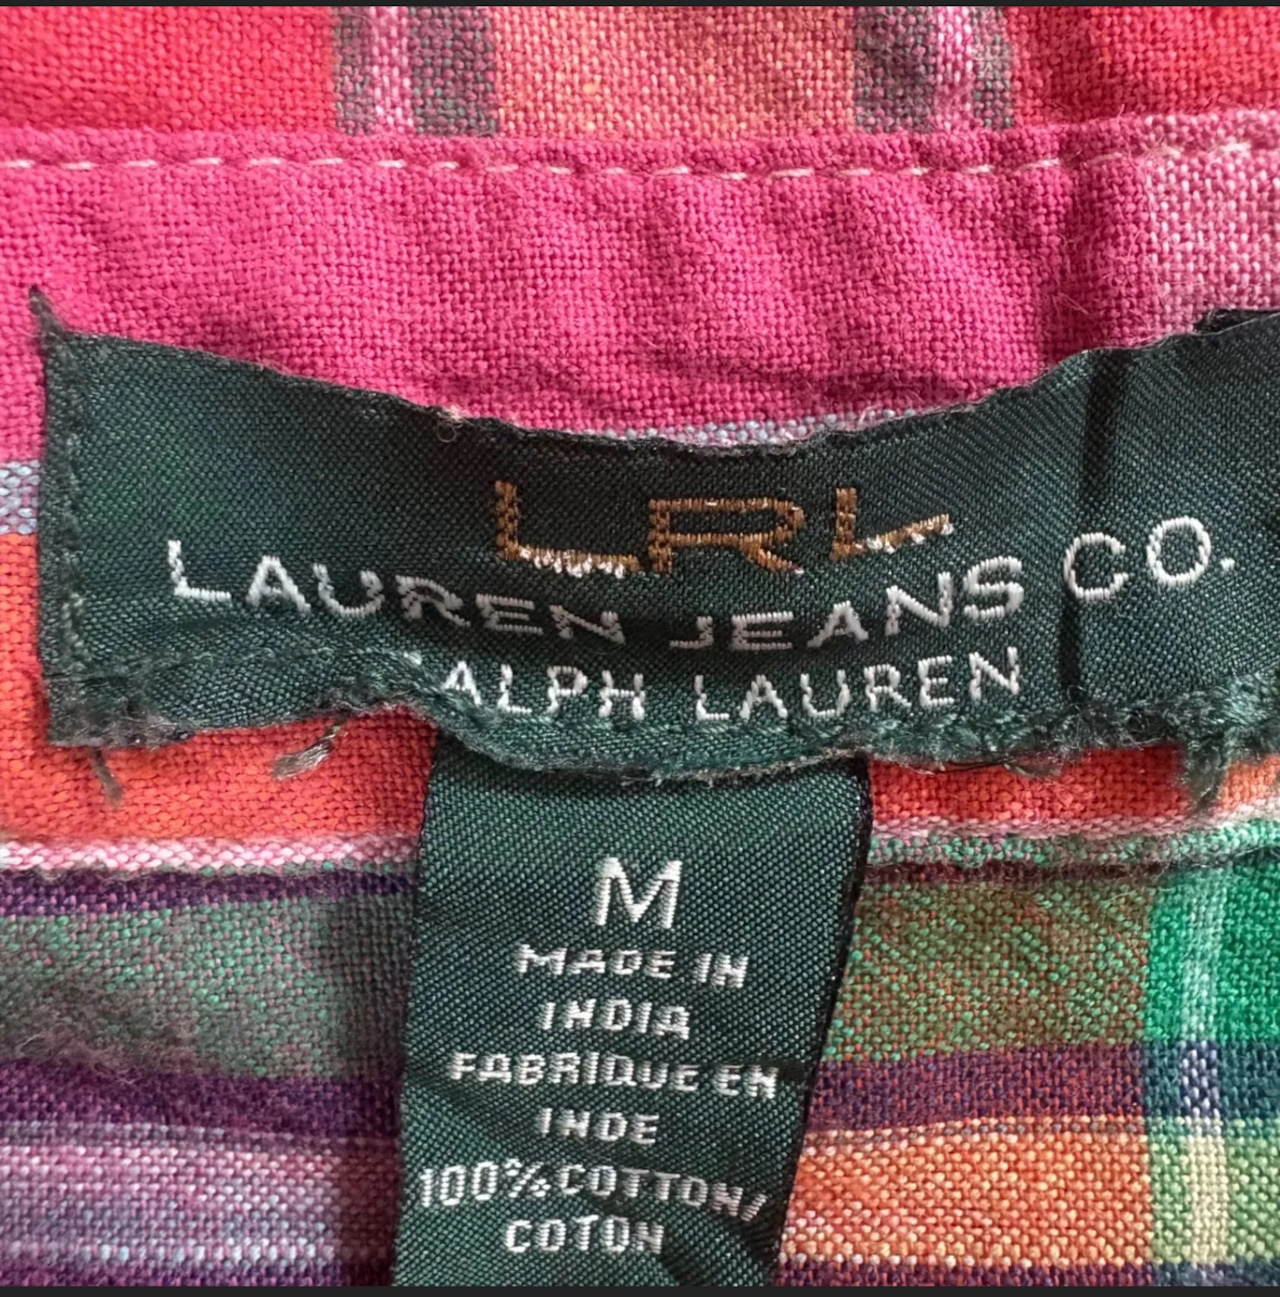 LRL
LAUREN JEANS CO.
ALPH LAUREN
M
MADE IN
INDIA
FABRIQUE EN
INDE
100% COTTON/
COTON